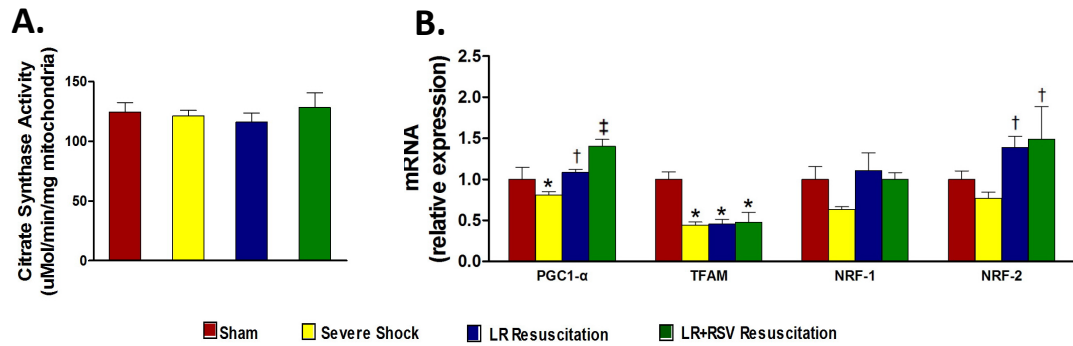 A.
Citrate Synthase Activity
(uMol/min/mg mitochondria)
150
100
50
0
B.
mRNA
(relative expression)
2.5
2.0
1.5
1.0
0.5
0.0
* † ‡
* * *
† †
PGC1-α TFAM NRF-1 NRF-2
Sham Severe Shock LR Resuscitation LR+RSV Resuscitation